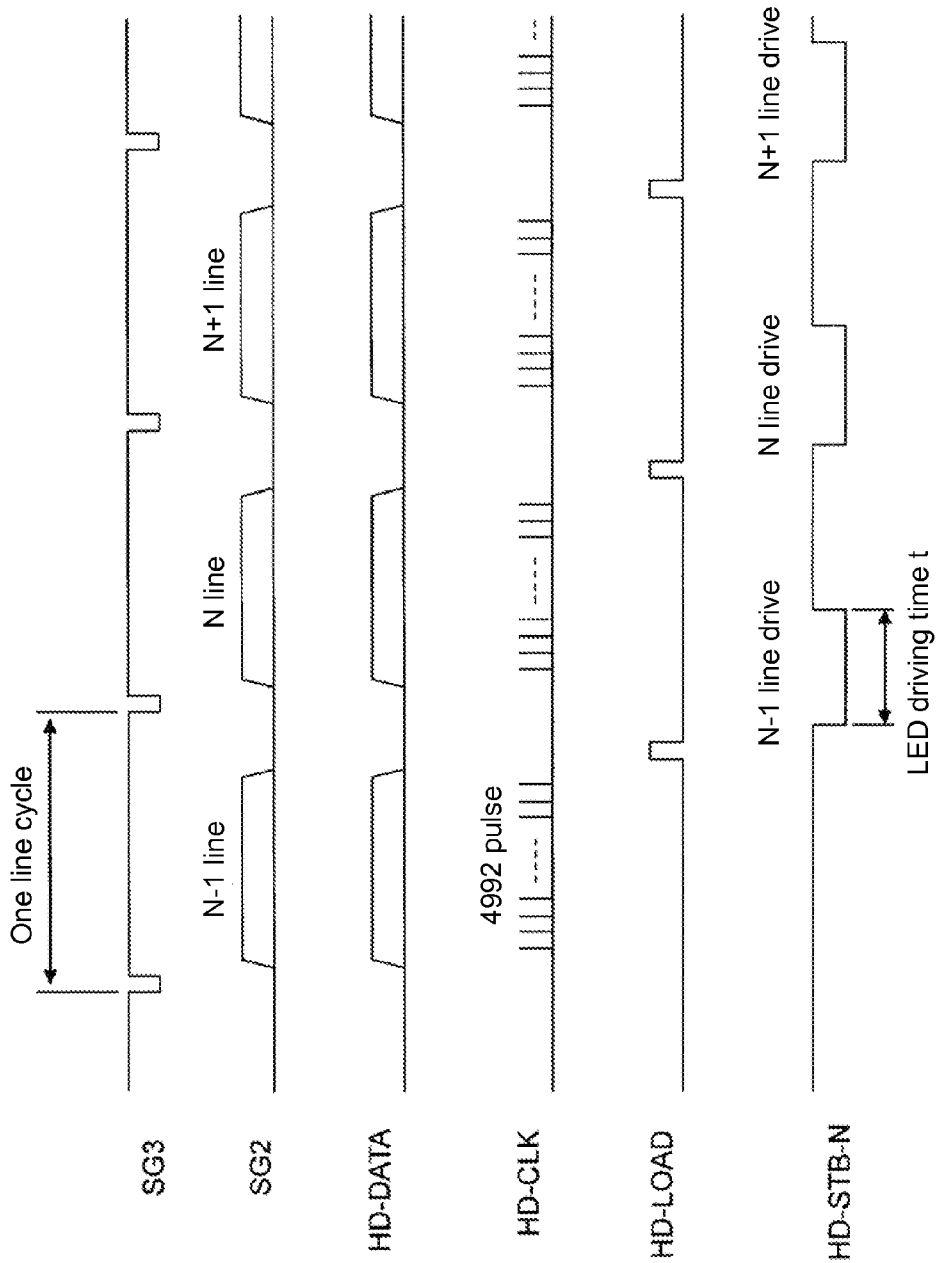 One line cycle
SG3
N-1 line
N line
N+1 line
SG2
HD-DATA
4992 pulse
HD-CLK
HD-LOAD
N-1 line drive
N line drive
N+1 line drive
HD-STB-N
LED driving time t